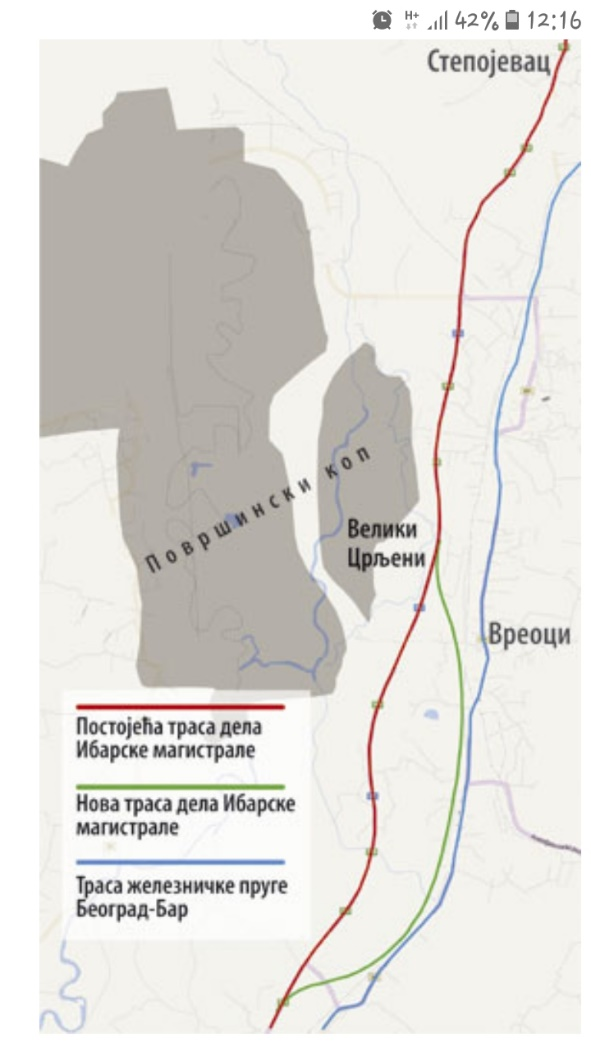 H+ 42% 12:16
Степојевац
Површински коп
Велики
Црљени
Вреоци
Постојећа траса дела
Ибарске магистрале
Нова траса дела Ибарске
магистрале
Траса железничке пруге
Београд-Бар